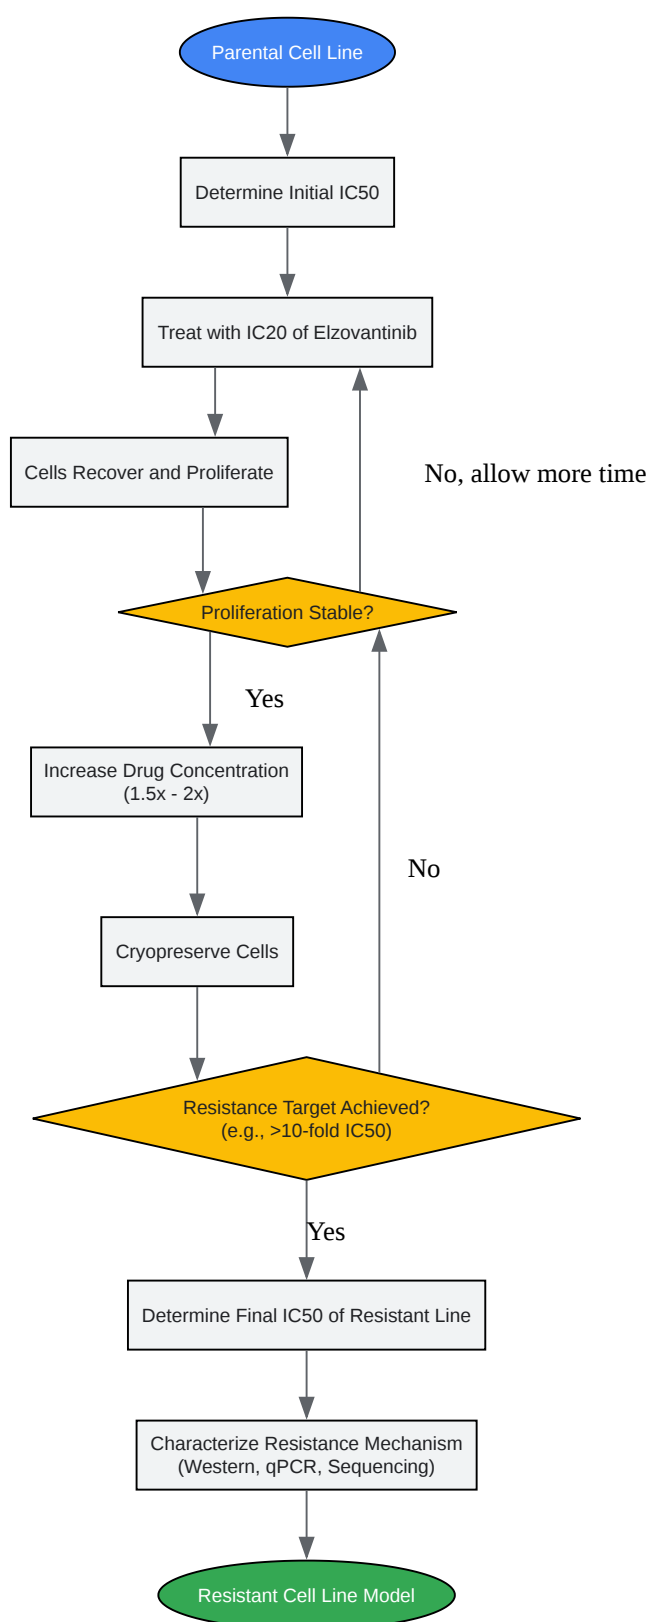 Parental Cell Line
Determine Initial IC50
Treat with IC20 of Elzovantinib
Cells Recover and Proliferate
No, allow more time
Proliferation Stable?
Yes
Increase Drug Concentration
(1.5x - 2x)
No
Cryopreserve Cells
Resistance Target Achieved?
(e.g., >10-fold IC50)
Yes
Determine Final IC50 of Resistant Line
Characterize Resistance Mechanism
(Western, qPCR, Sequencing)
Resistant Cell Line Model